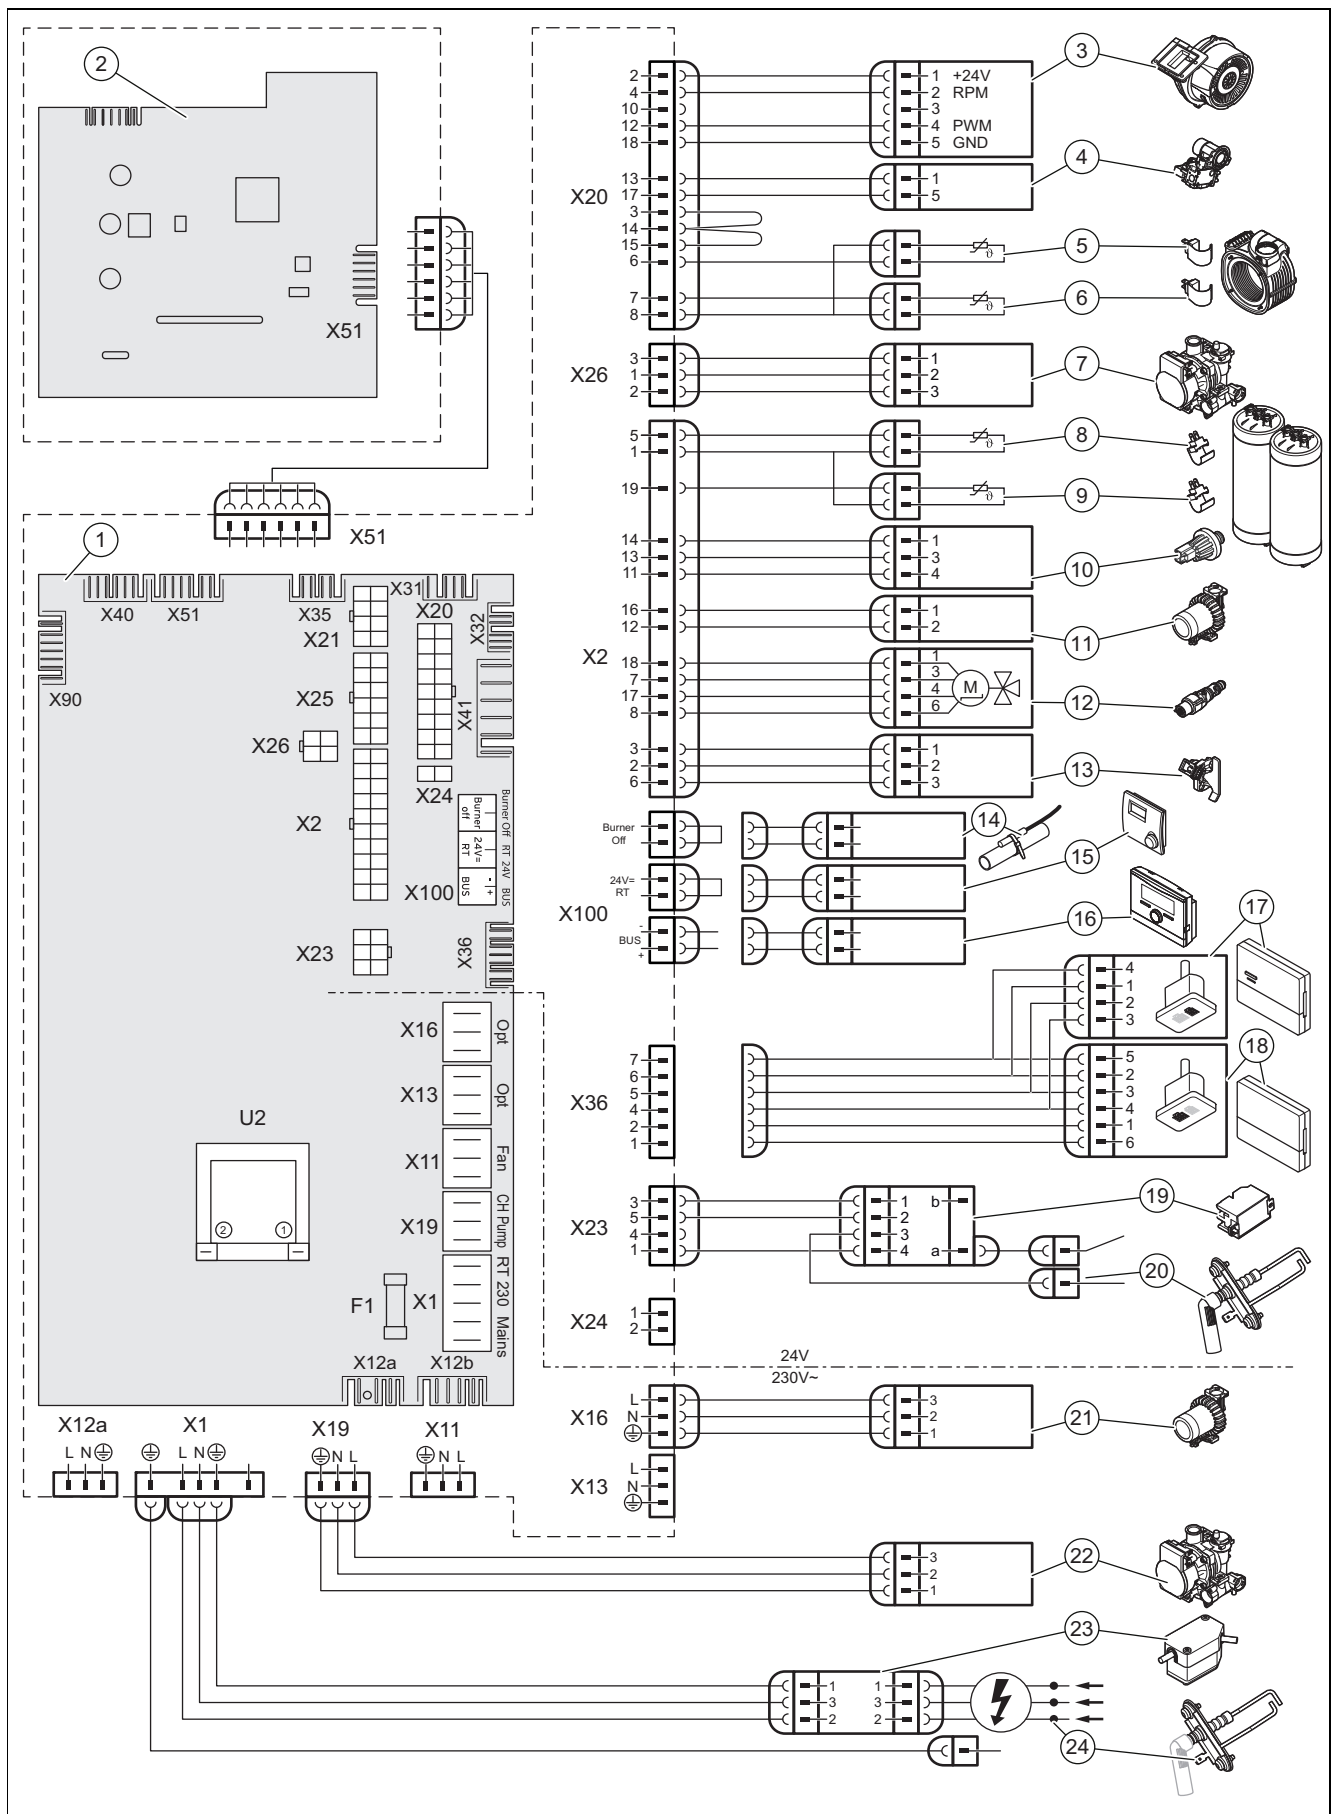 2
X51
X51
1
X40
X51
X35
X31
X21
X20
X32
X90
X25
X41
X26
X24
X2
Burner off
24V= RT
BUS - +
Burner Off RT 24V BUS
X100
X23
X36
X16
Opt
X13
Opt
U2
2
1
X11
Fan
X19
CH Pump
F1
X1
RT 230 Mains
X12a
X12b
X12a
L N
X1
L N
X19
N L
X11
N L
X20
2
4
10
12
18
13
17
3
14
15
6
7
8
1 +24V
2 RPM
3
4 PWM
5 GND
3
1
5
4
ϑ
5
ϑ
6
X26
3
1
2
1
2
3
7
X2
5
1
19
14
13
11
16
12
18
7
17
8
3
2
6
ϑ
8
ϑ
9
1
3
4
10
1
2
11
1
3
4
6
M
12
1
2
3
13
X100
Burner
Off
24V=
RT
-
BUS
+
14
15
16
17
4
1
2
3
18
X36
7
6
5
4
2
1
5
2
3
4
1
6
X23
3
5
4
1
1
2
3
4
b
a
19
20
X24
1
2
24V
230V~
X16
L
N
3
2
1
21
X13
L
N
3
2
1
22
23
1
3
2
1
3
2
24